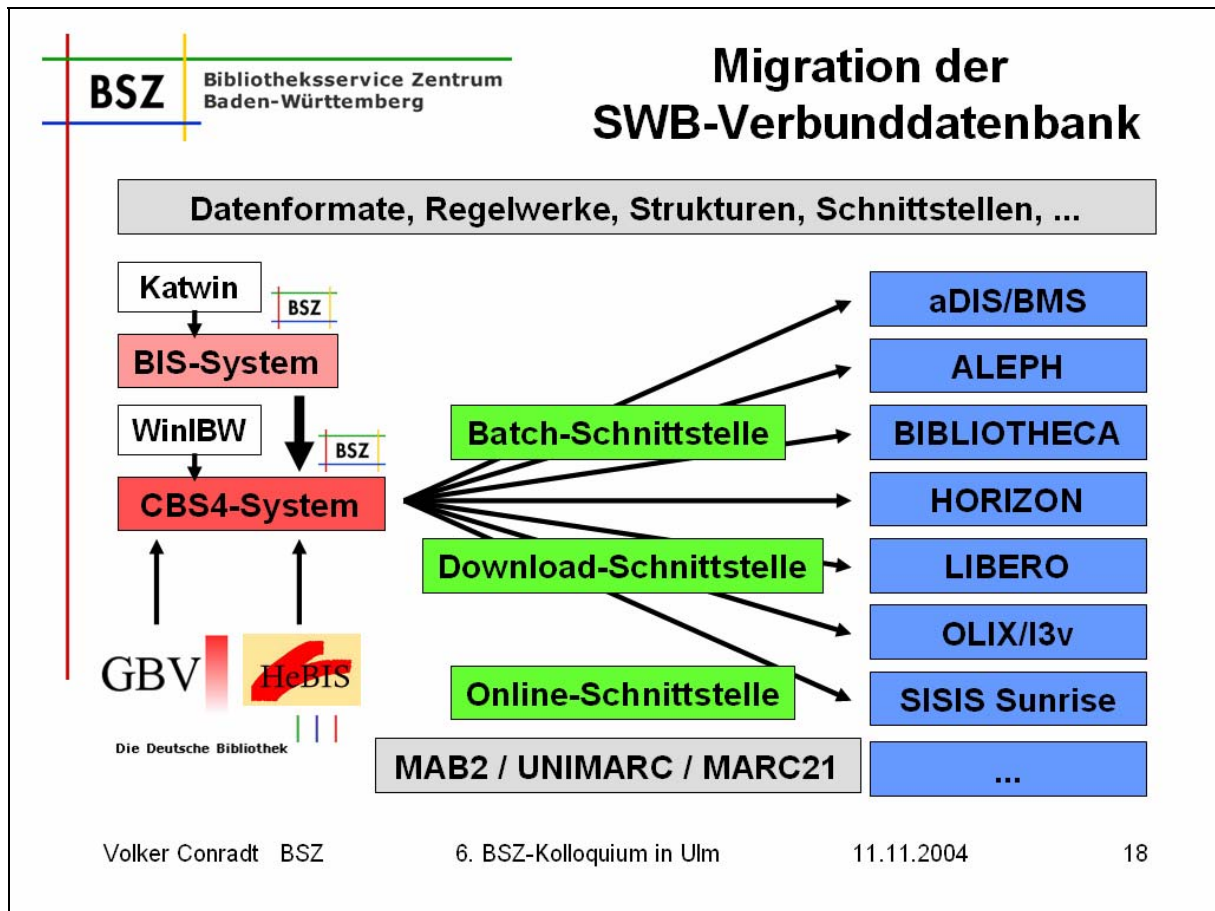 BSZ
Bibliotheksservice Zentrum
Baden-Württemberg
Migration der
SWB-Verbunddatenbank
Datenformate, Regelwerke, Strukturen, Schnittstellen, ...
Katwin
BSZ
BIS-System
WinIBW
BSZ
CBS4-System
GBV
HeBIS
Die Deutsche Bibliothek
Batch-Schnittstelle
Download-Schnittstelle
Online-Schnittstelle
MAB2 / UNIMARC / MARC21
aDIS/BMS
ALEPH
BIBLIOTHECA
HORIZON
LIBERO
OLIX/I3v
SISIS Sunrise
...
Volker Conradt BSZ 6. BSZ-Kolloquium in Ulm 11.11.2004 18